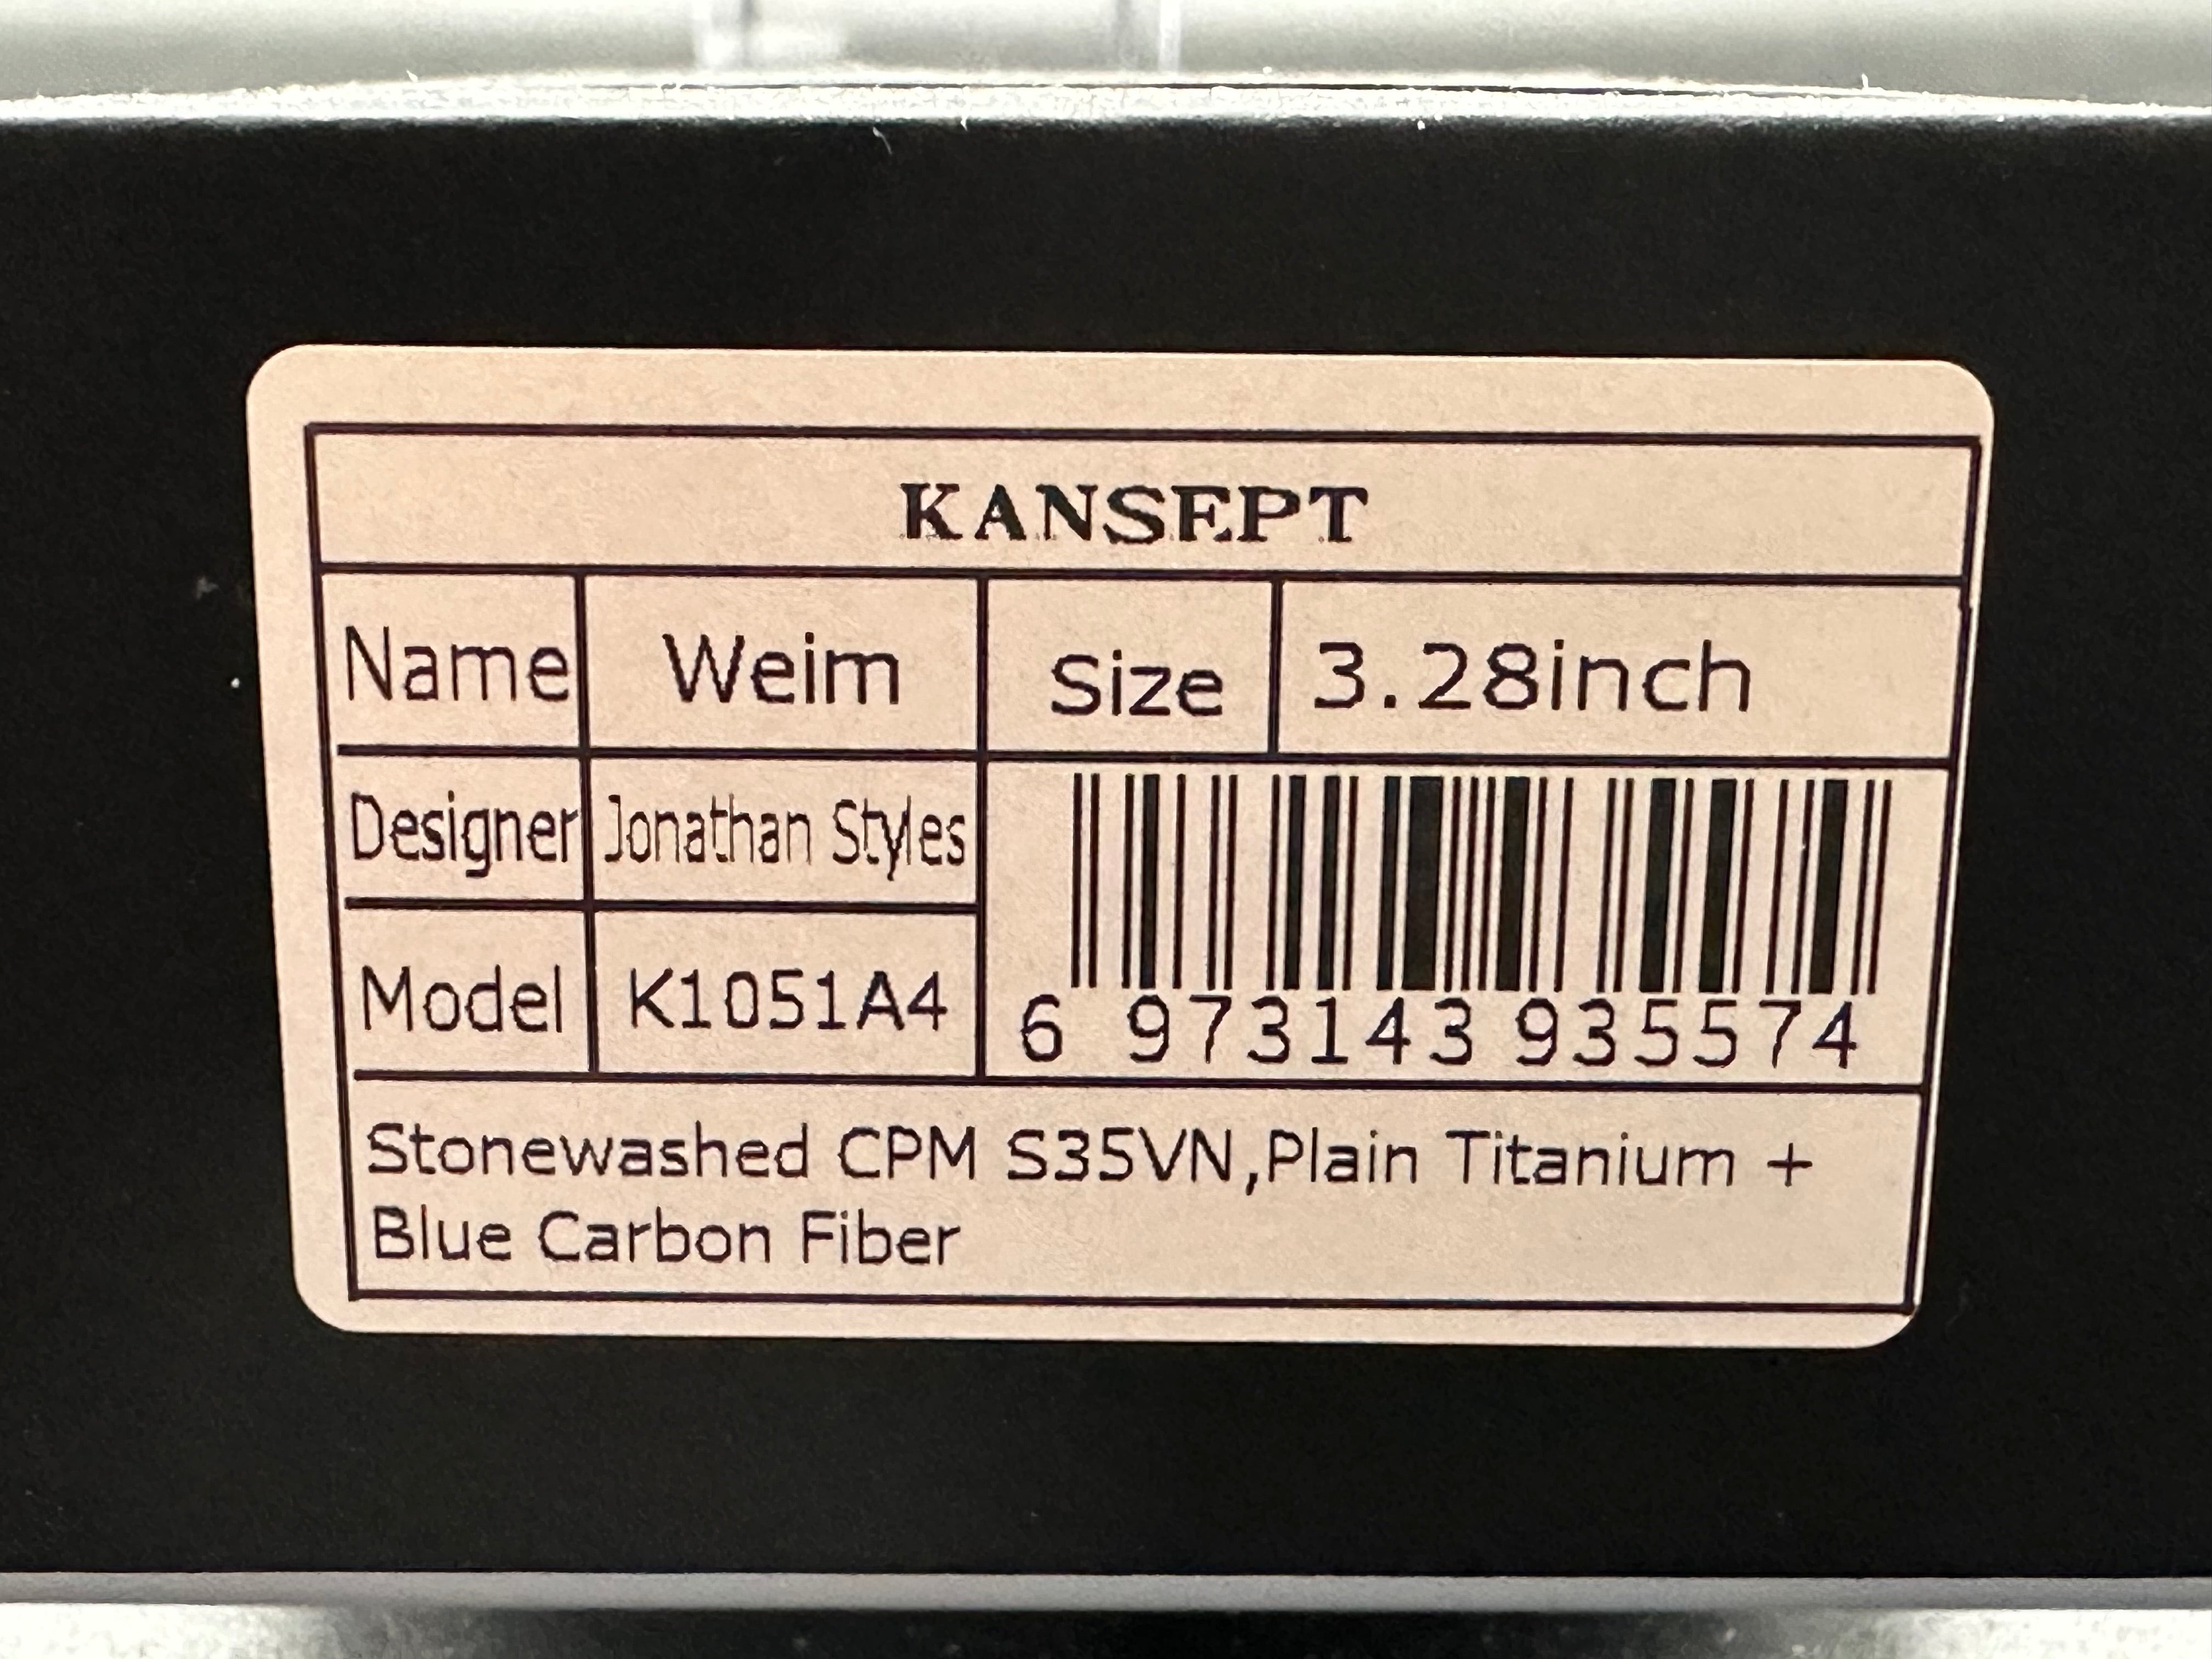 KANSEPT
Name Weim Size 3.28inch
Designer Jonathan Styles
Model K1051A4
6 973143 935574
Stonewashed CPM S35VN,Plain Titanium +
Blue Carbon Fiber